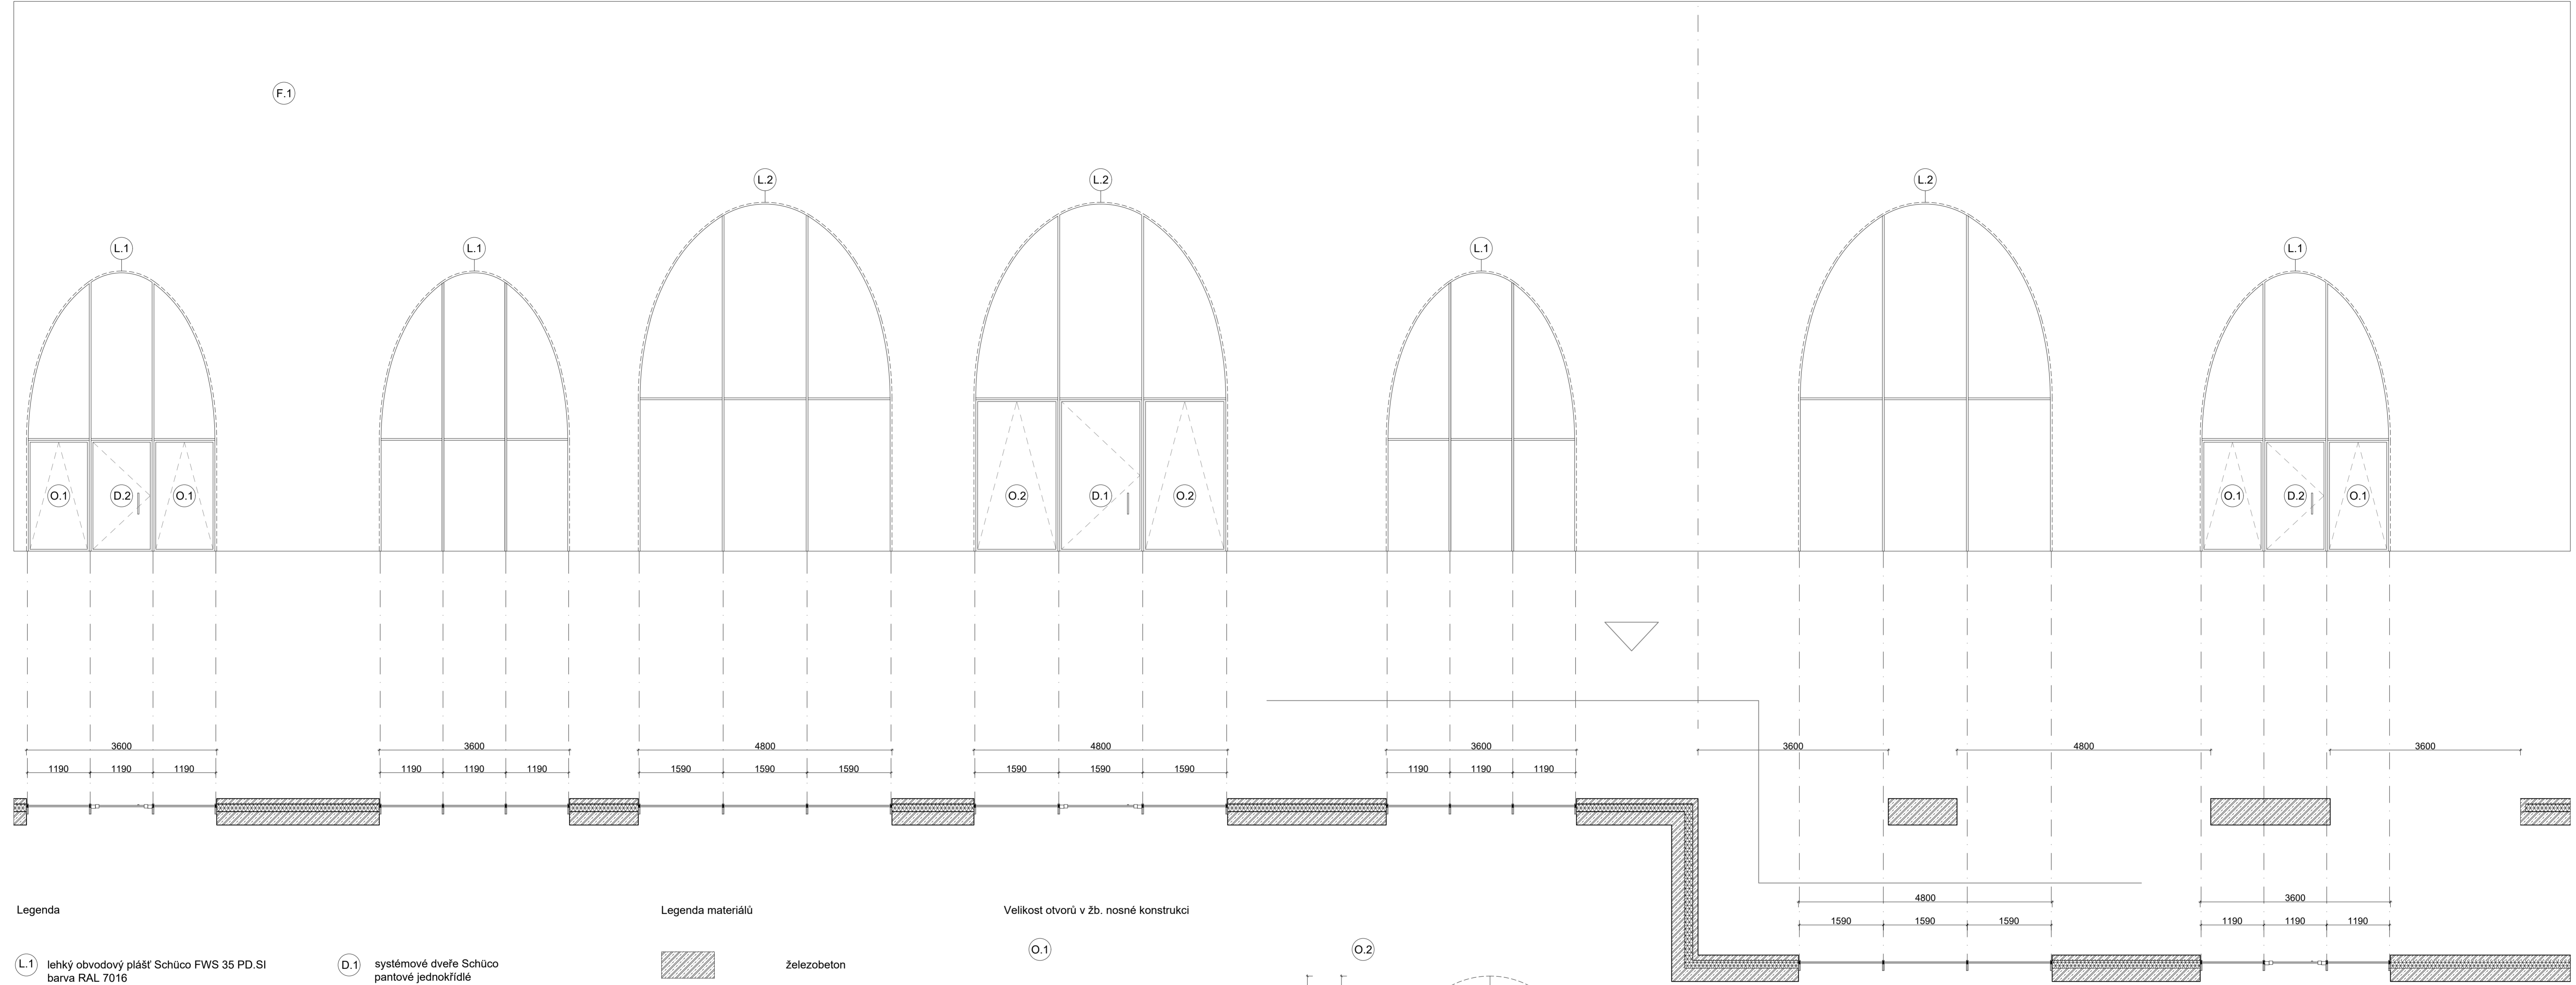 F.1
L.2
L.2
L.2
L.1
L.1
L.1
L.1
O.1
D.2
O.1
O.2
D.1
O.2
O.1
D.2
O.1
3600
3600
4800
4800
3600
3600
4800
3600
1190
1190
1190
1190
1190
1190
1590
1590
1590
1590
1590
1590
1190
1190
1190
4800
3600
1590
1590
1590
1190
1190
1190
Legenda
Legenda materiálů
Velikost otvorů v žb. nosné konstrukci
O.1
O.2
L.1
lehký obvodový plášť Schüco FWS 35 PD.SI
barva RAL 7016
D.1
systémové dveře Schüco
pantové jednokřídlé
železobeton